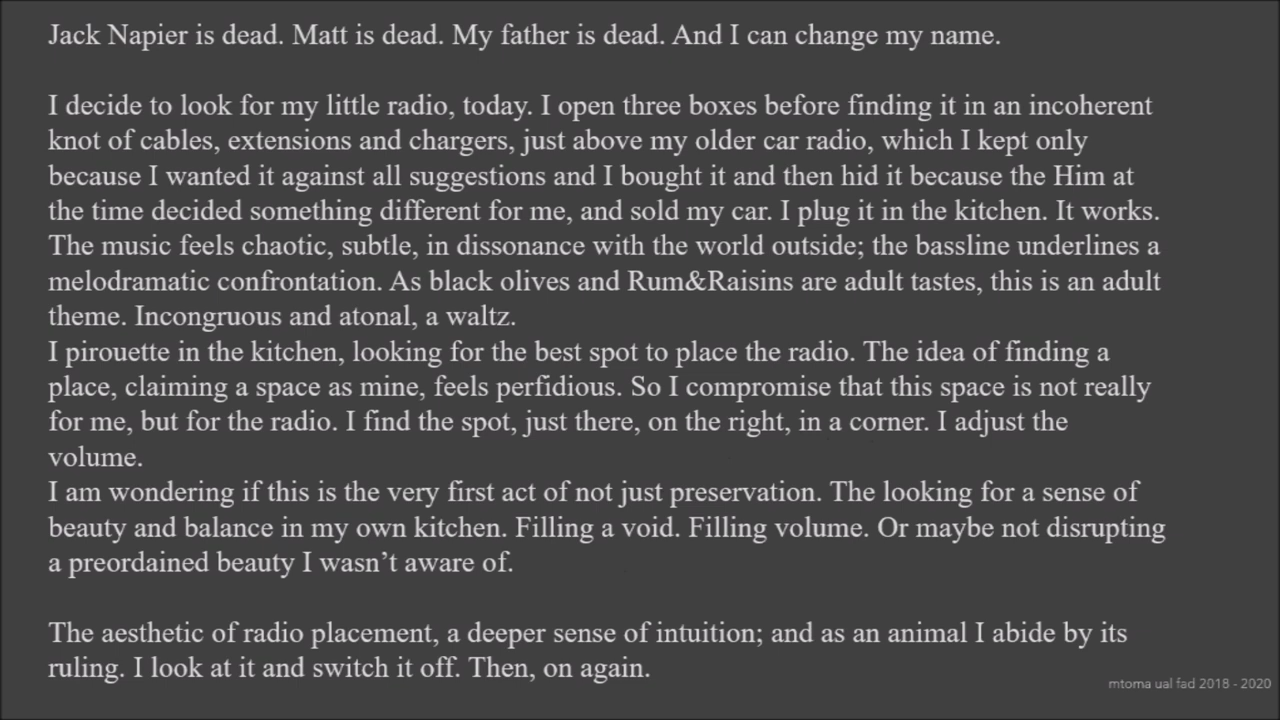 Jack Napier is dead. Matt is dead. My father is dead. And I can change my name.
I decide to look for my little radio, today. I open three boxes before finding it in an incoherent
knot of cables, extensions and chargers, just above my older car radio, which I kept only
because I wanted it against all suggestions and I bought it and then hid it because the Him at
the time decided something different for me, and sold my car. I plug it in the kitchen. It works.
The music feels chaotic, subtle, in dissonance with the world outside; the bassline underlines a
melodramatic confrontation. As black olives and Rum&Raisins are adult tastes, this is an adult
theme. Incongruous and atonal, a waltz.
I pirouette in the kitchen, looking for the best spot to place the radio. The idea of finding a
place, claiming a space as mine, feels perfidious. So I compromise that this space is not really
for me, but for the radio. I find the spot, just there, on the right, in a corner. I adjust the
volume.
I am wondering if this is the very first act of not just preservation. The looking for a sense of
beauty and balance in my own kitchen. Filling a void. Filling volume. Or maybe not disrupting
a preordained beauty I wasn’t aware of.
The aesthetic of radio placement, a deeper sense of intuition; and as an animal I abide by its
ruling. I look at it and switch it off. Then, on again.
mtoma ual fad 2018 - 2020